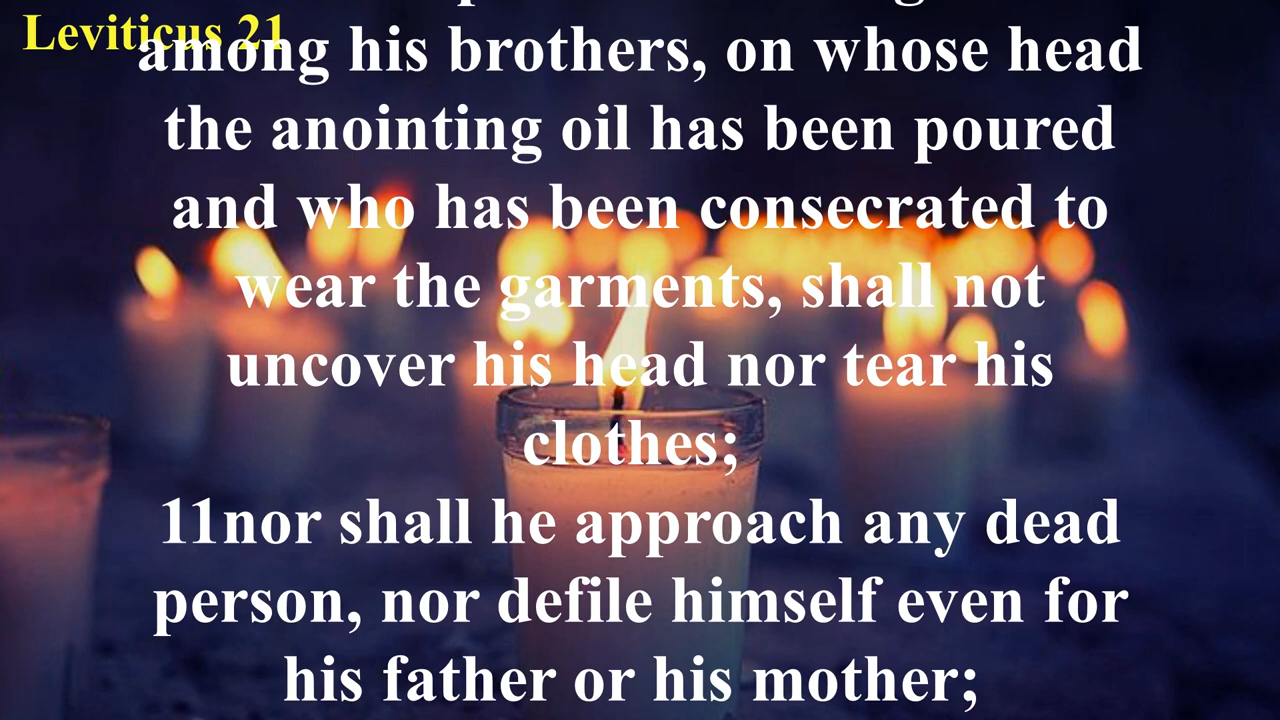 Leviticus 21
among his brothers, on whose head
the anointing oil has been poured
and who has been consecrated to
wear the garments, shall not
uncover his head nor tear his
clothes;
11nor shall he approach any dead
person, nor defile himself even for
his father or his mother;